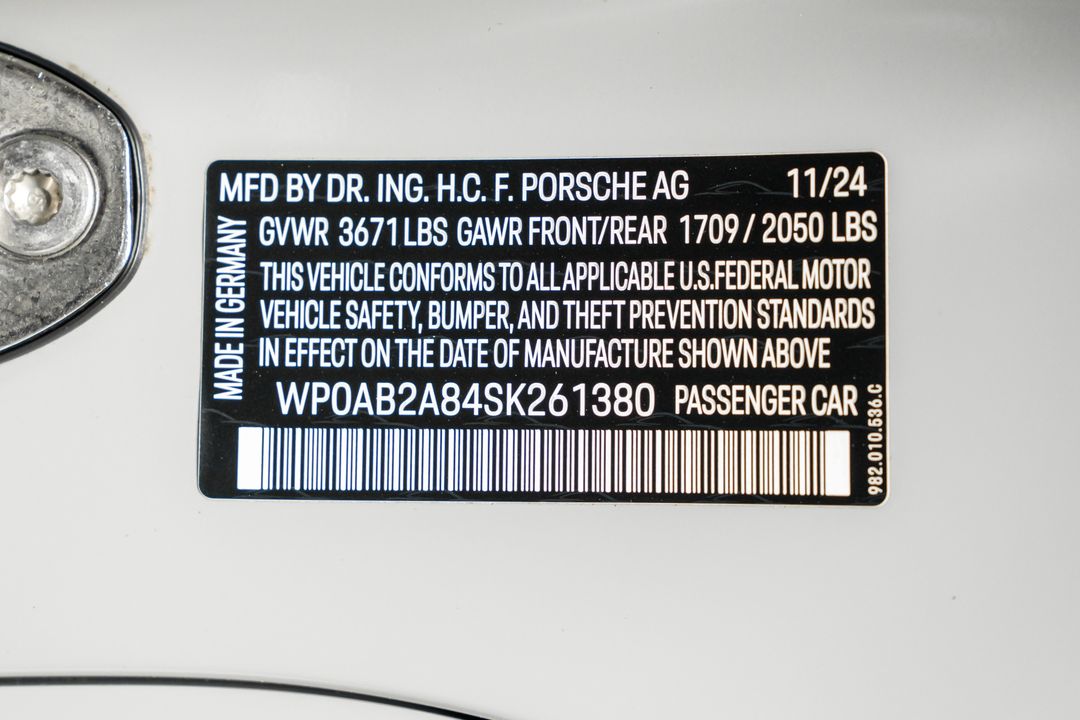 MFD BY DR. ING. H.C. F. PORSCHE AG 11/24
MADE IN GERMANY
GVWR 3671 LBS GAWR FRONT/REAR 1709 / 2050 LBS
THIS VEHICLE CONFORMS TO ALL APPLICABLE U.S.FEDERAL MOTOR
VEHICLE SAFETY, BUMPER, AND THEFT PREVENTION STANDARDS
IN EFFECT ON THE DATE OF MANUFACTURE SHOWN ABOVE
WP0AB2A84SK261380 PASSENGER CAR
982.010.536.C